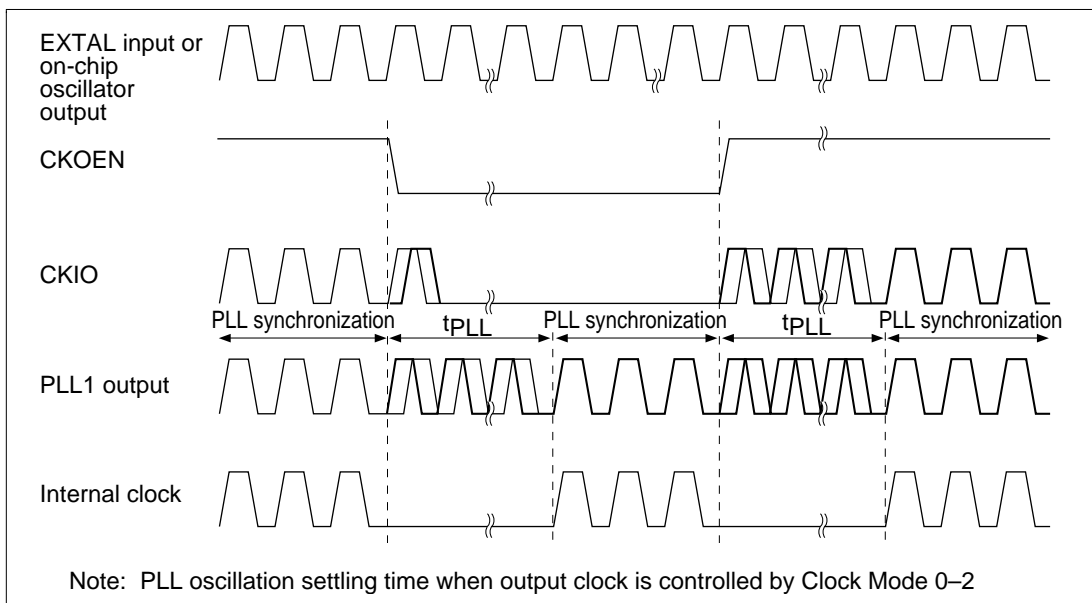 EXTAL input or
on-chip
oscillator
output
CKOEN
CKIO
PLL synchronization tPLL PLL synchronization tPLL PLL synchronization
PLL1 output
Internal clock
Note: PLL oscillation settling time when output clock is controlled by Clock Mode 0–2